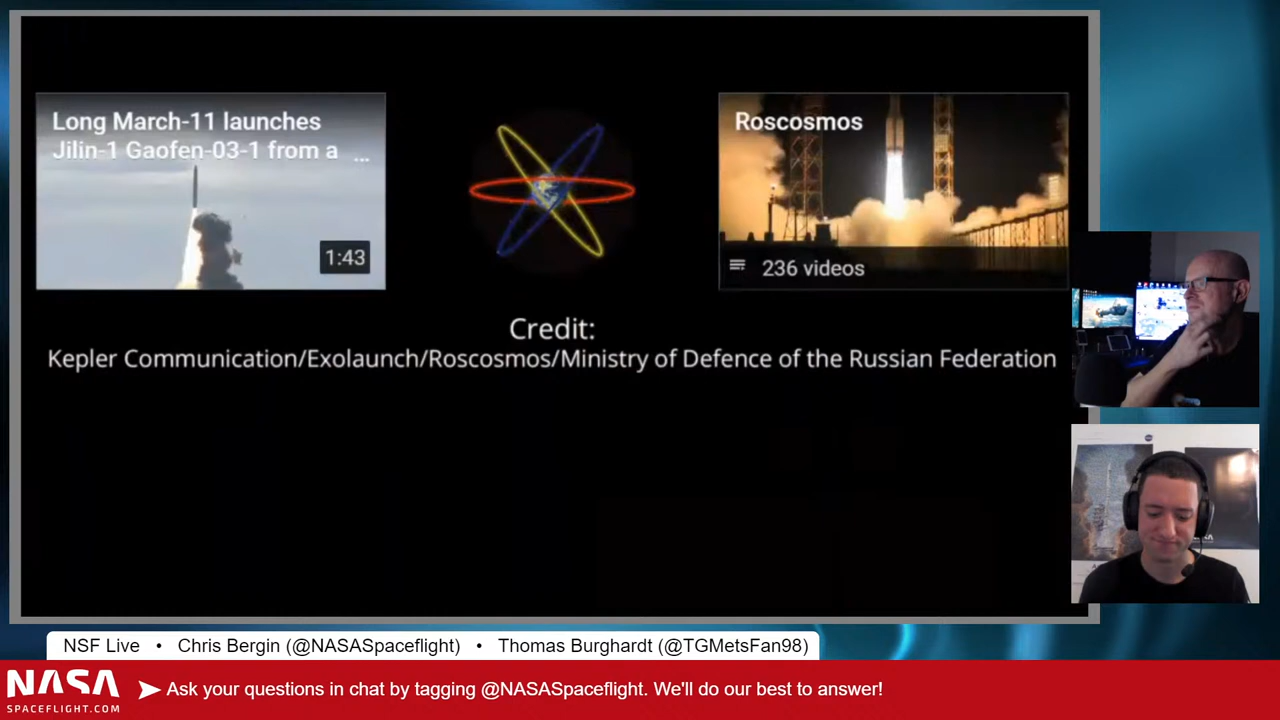 Long March-11 launches
Jilin-1 Gaofen-03-1 from a ...
1:43
Roscosmos
236 videos
Credit:
Kepler Communication/Exolaunch/Roscosmos/Ministry of Defence of the Russian Federation
NSF Live • Chris Bergin (@NASASpaceflight) • Thomas Burghardt (@TGMetsFan98)
NASA
SPACEFLIGHT.COM
Ask your questions in chat by tagging @NASASpaceflight. We'll do our best to answer!